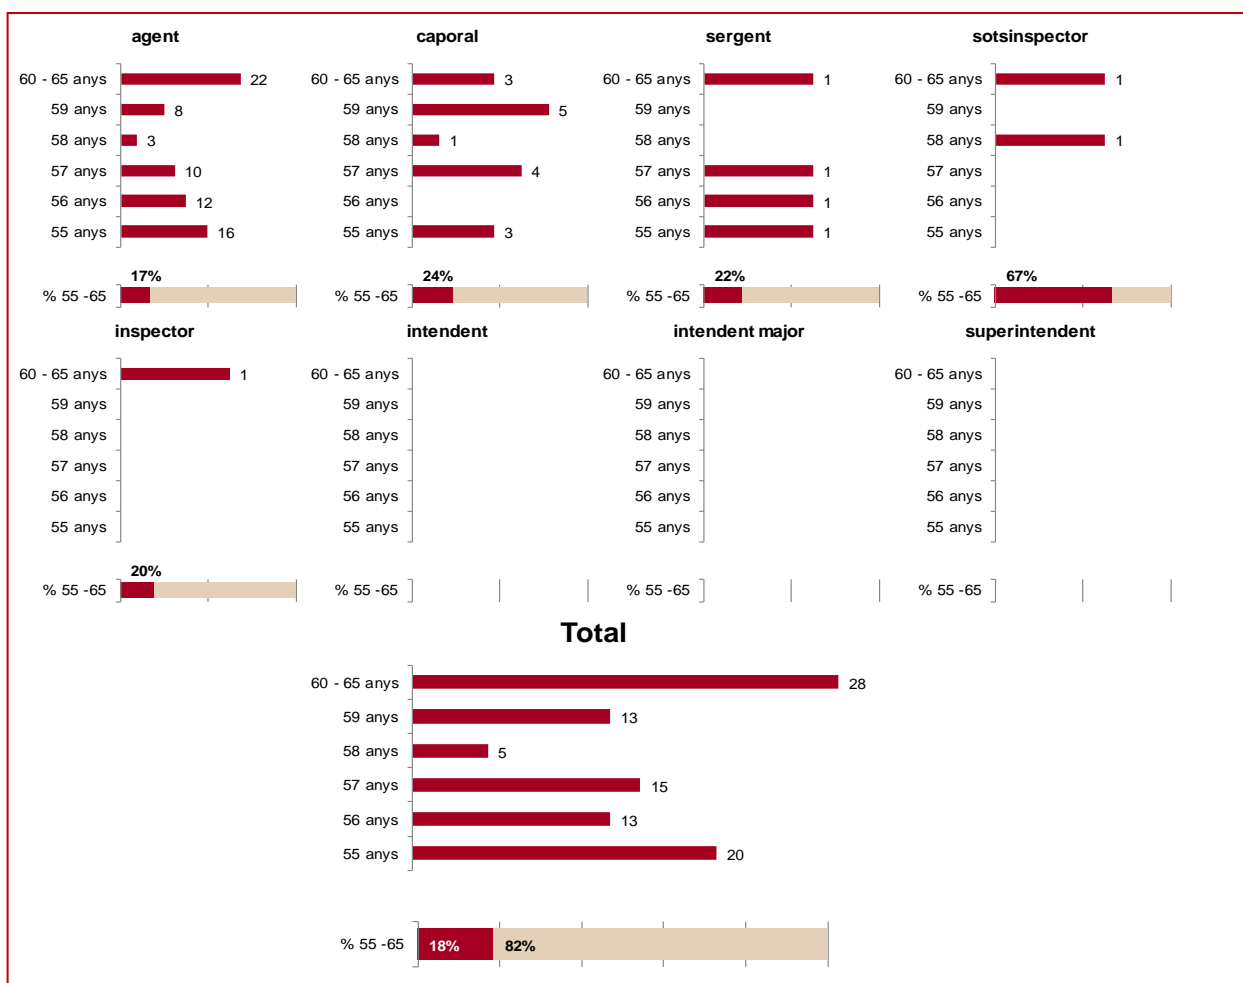 agent
60 - 65 anys 22
59 anys 8
58 anys 3
57 anys 10
56 anys 12
55 anys 16
17%
% 55 -65
caporal
60 - 65 anys 3
59 anys 5
58 anys 1
57 anys 4
56 anys
55 anys 3
24%
% 55 -65
sergent
60 - 65 anys 1
59 anys
58 anys
57 anys 1
56 anys 1
55 anys 1
22%
% 55 -65
sotsinspector
60 - 65 anys 1
59 anys
58 anys 1
57 anys
56 anys
55 anys
67%
% 55 -65
inspector
60 - 65 anys 1
59 anys
58 anys
57 anys
56 anys
55 anys
20%
% 55 -65
intendent
60 - 65 anys
59 anys
58 anys
57 anys
56 anys
55 anys
% 55 -65
intendent major
60 - 65 anys
59 anys
58 anys
57 anys
56 anys
55 anys
% 55 -65
superintendent
60 - 65 anys
59 anys
58 anys
57 anys
56 anys
55 anys
% 55 -65
Total
60 - 65 anys 28
59 anys 13
58 anys 5
57 anys 15
56 anys 13
55 anys 20
% 55 -65 18% 82%